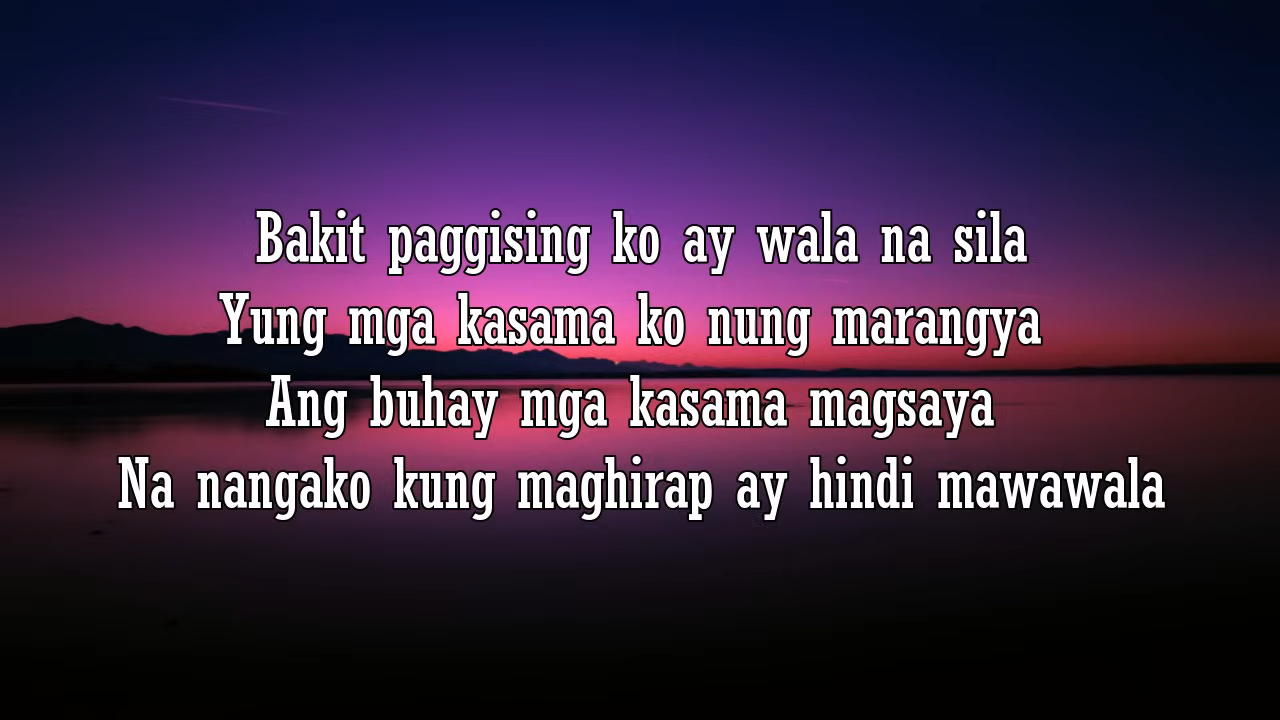 Bakit paggising ko ay wala na sila
Yung mga kasama ko nung marangya
Ang buhay mga kasama magsaya
Na nangako kung maghirap ay hindi mawawala